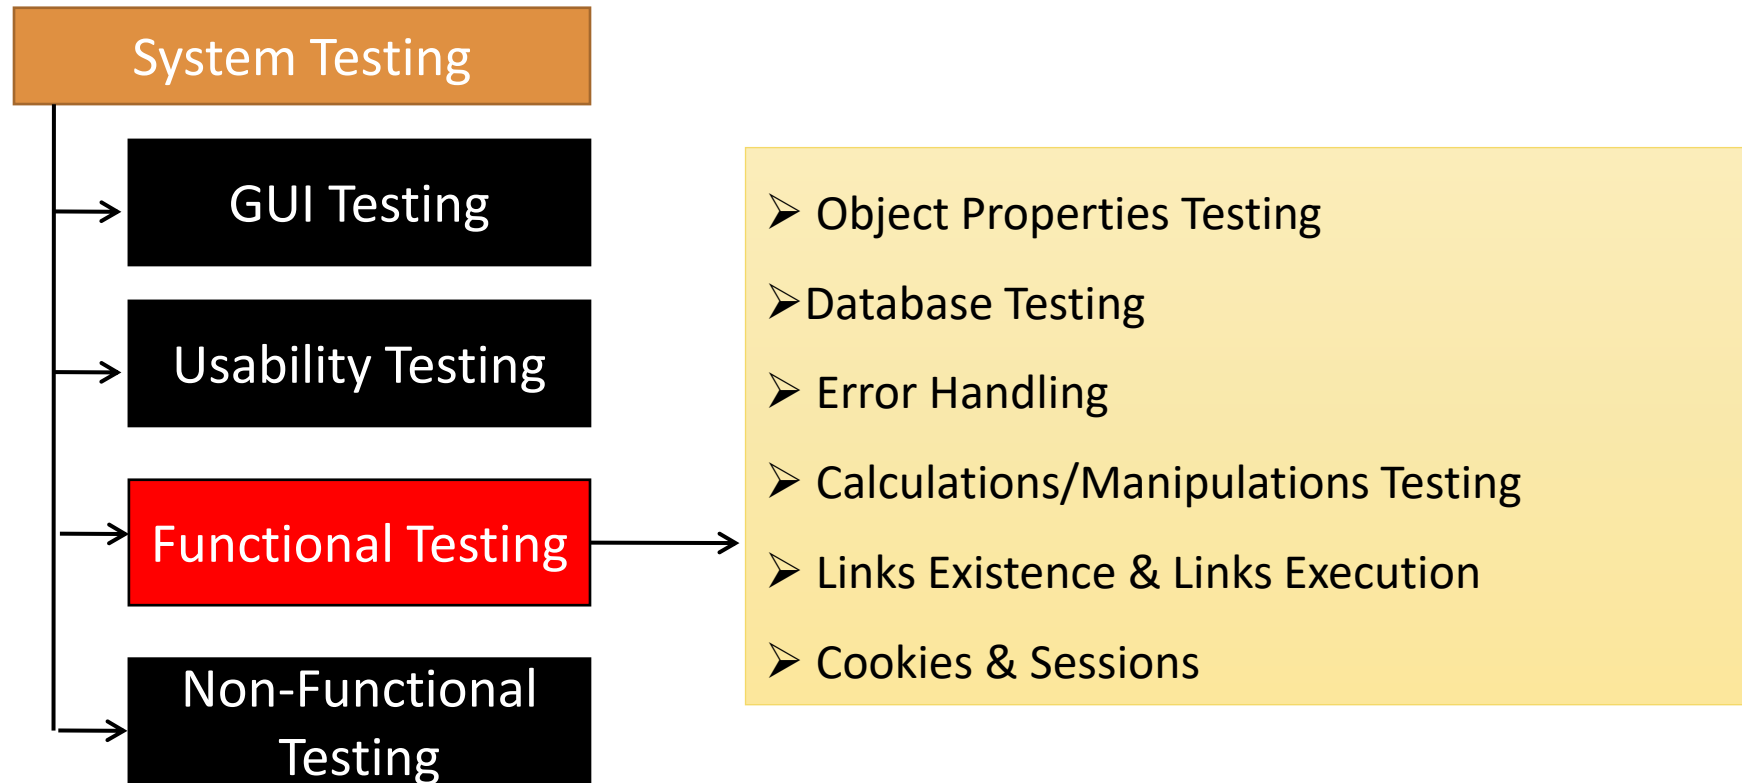 System Testing
GUI Testing
Usability Testing
Functional Testing
Non-Functional
Testing
➢ Object Properties Testing
➢Database Testing
➢ Error Handling
➢ Calculations/Manipulations Testing
➢ Links Existence & Links Execution
➢ Cookies & Sessions